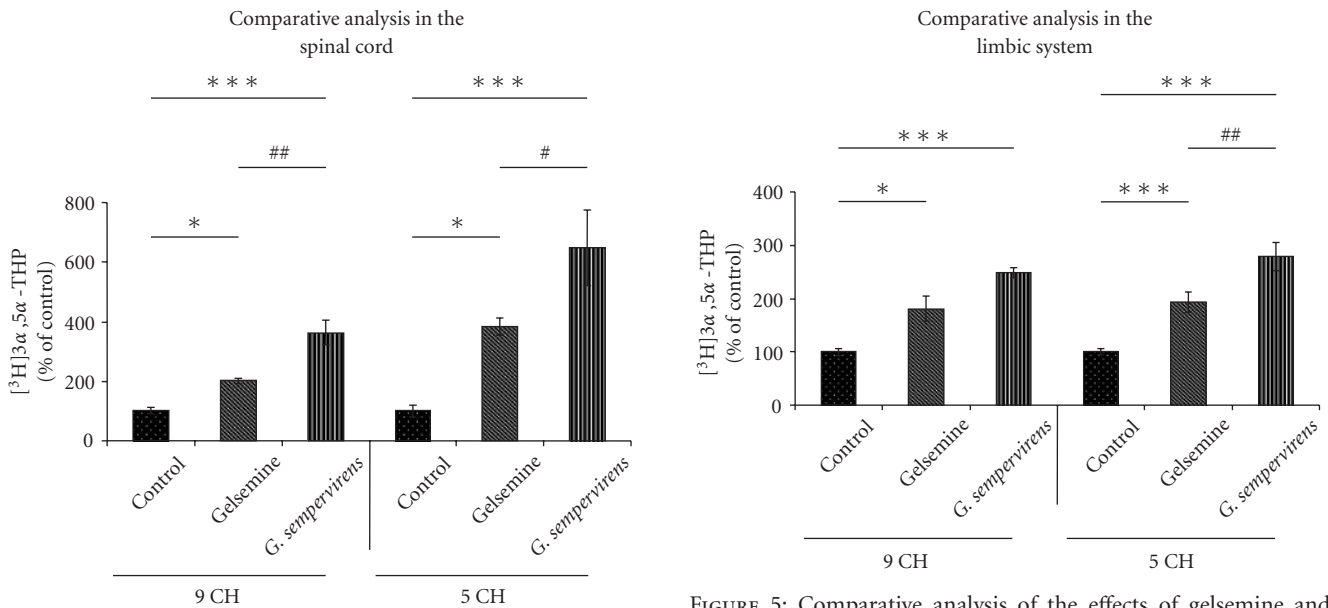 Comparative analysis in the
spinal cord
∗ ∗ ∗
∗ ∗ ∗
##
#
∗
∗
[³H]3α,5α-THP
(% of control)
800
600
400
200
0
Control
Gelsemine
G. sempervirens
Control
Gelsemine
G. sempervirens
9 CH
5 CH
Comparative analysis in the
limbic system
∗ ∗ ∗
∗ ∗ ∗
##
∗
∗ ∗ ∗
[³H]3α,5α-THP
(% of control)
400
300
200
100
0
Control
Gelsemine
G. sempervirens
Control
Gelsemine
G. sempervirens
9 CH
5 CH
FIGURE 5: Comparative analysis of the effects of gelsemine and